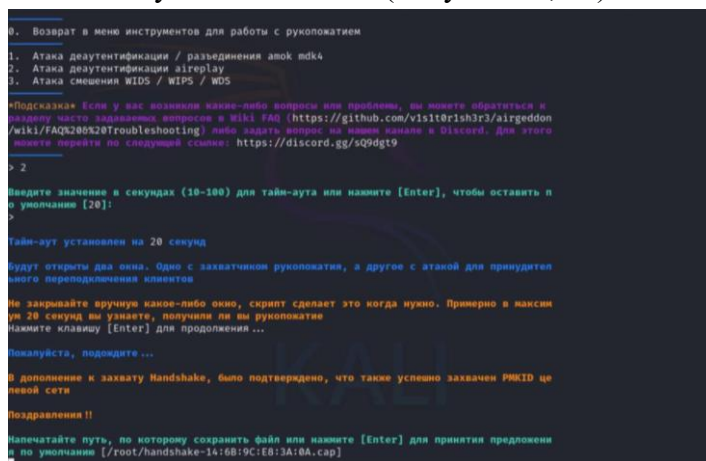 0. Возврат в меню инструментов для работы с рукопожатием
1. Атака деаутентификации / разъединения amok mdk4
2. Атака деаутентификации aireplay
3. Атака смешения WIDS / WIPS / WDS
*Подсказка* Если у вас возникли какие-либо вопросы или проблемы, вы можете обратиться к
разделу часто задаваемых вопросов в Wiki FAQ (https://github.com/v1s1t0r1sh3r3/airgeddon
/wiki/FAQ%20&%20Troubleshooting) либо задать вопрос на нашем канале в Discord. Для этого
можете перейти по следующей ссылке: https://discord.gg/sQ9dgt9
> 2
Введите значение в секундах (10-100) для тайм-аута или нажмите [Enter], чтобы оставить п
о умолчанию [20]:
>
Тайм-аут установлен на 20 секунд
Будут открыты два окна. Одно с захватчиком рукопожатия, а другое с атакой для принудител
ьного переподключения клиентов
Не закрывайте вручную какое-либо окно, скрипт сделает это когда нужно. Примерно в максим
ум 20 секунд вы узнаете, получили ли вы рукопожатие
Нажмите клавишу [Enter] для продолжения...
Пожалуйста, подождите...
В дополнение к захвату Handshake, было подтверждено, что также успешно захвачен PMKID це
левой сети
Поздравления !!
Напечатайте путь, по которому сохранить файл или нажмите [Enter] для принятия предложени
я по умолчанию [/root/handshake-14:6B:9C:E8:3A:0A.cap]
KALI